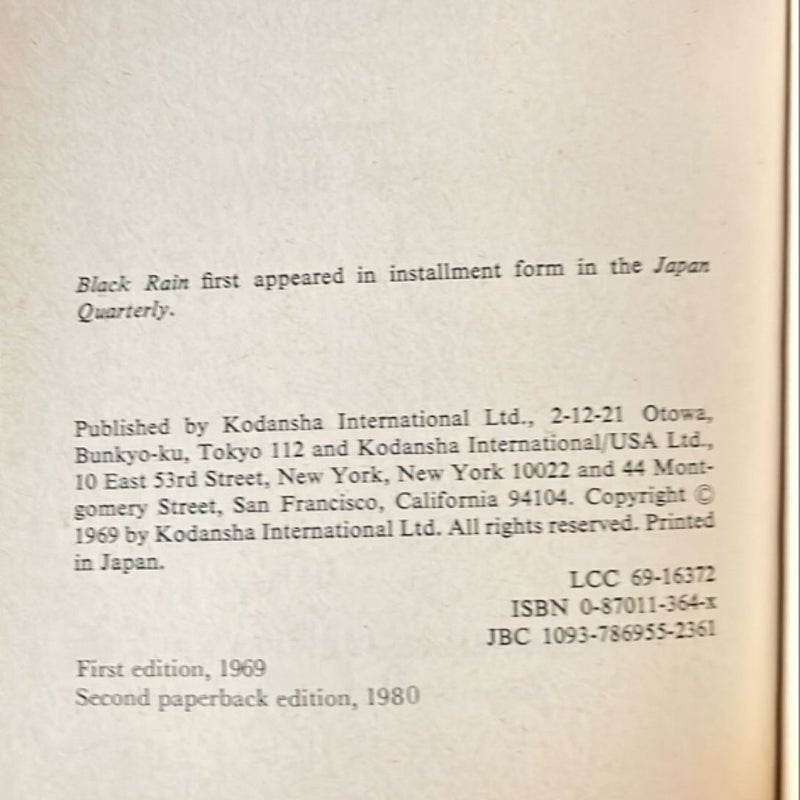 Black Rain first appeared in installment form in the Japan
Quarterly.
Published by Kodansha International Ltd., 2-12-21 Otowa,
Bunkyo-ku, Tokyo 112 and Kodansha International/USA Ltd.,
10 East 53rd Street, New York, New York 10022 and 44 Mont-
gomery Street, San Francisco, California 94104. Copyright ©
1969 by Kodansha International Ltd. All rights reserved. Printed
in Japan.
LCC 69-16372
ISBN 0-87011-364-x
JBC 1093-786955-2361
First edition, 1969
Second paperback edition, 1980